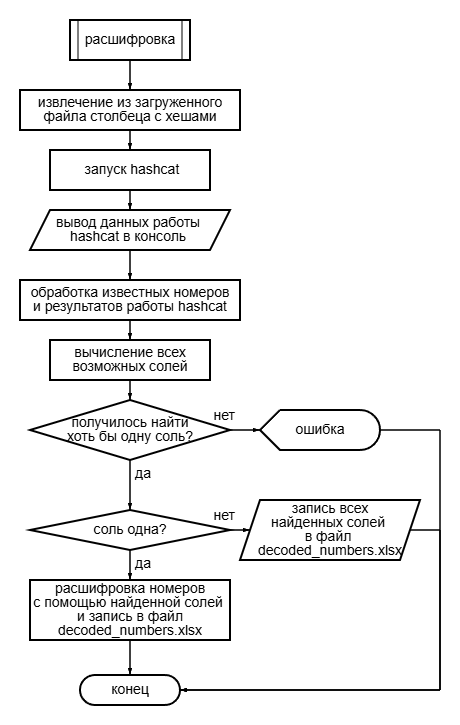 расшифровка
извлечение из загруженного
файла столбеца с хешами
запуск hashcat
вывод данных работы
hashcat в консоль
обработка известных номеров
и результатов работы hashcat
вычисление всех
возможных солей
получилось найти
хоть бы одну соль?
нет
ошибка
да
соль одна?
нет
запись всех
найденных солей
в файл
decoded_numbers.xlsx
да
расшифровка номеров
с помощью найденной солей
и запись в файл
decoded_numbers.xlsx
конец